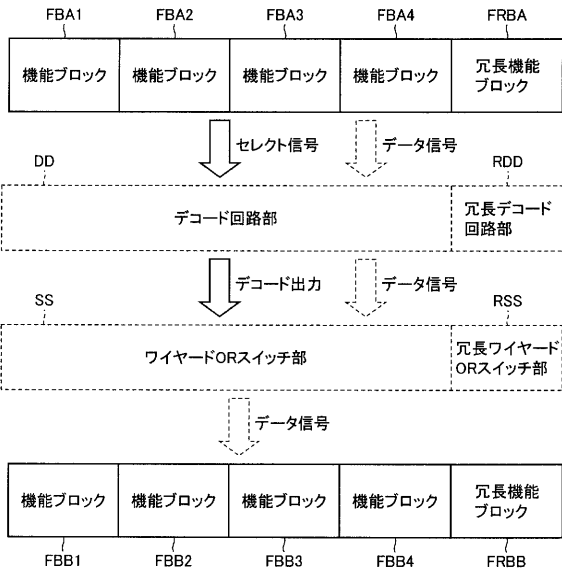 FBA1 FBA2 FBA3 FBA4 FRBA
機能ブロック 機能ブロック 機能ブロック 機能ブロック 冗長機能
ブロック
セレクト信号 データ信号
DD RDD
デコード回路部 冗長デコード
回路部
デコード出力 データ信号
SS RSS
ワイヤードORスイッチ部 冗長ワイヤード
ORスイッチ部
データ信号
機能ブロック 機能ブロック 機能ブロック 機能ブロック 冗長機能
ブロック
FBB1 FBB2 FBB3 FBB4 FRBB